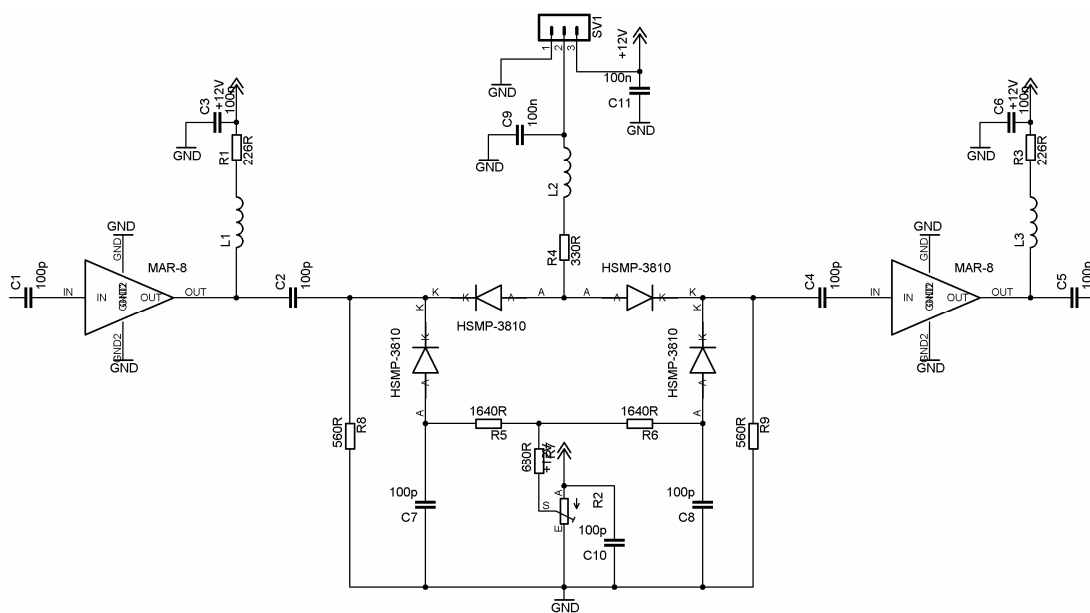 SV1
1
2
3
+12V
GND
100n
C11
GND
C9
100n
GND
L2
R4
330R
C3
+12V
100n
GND
R1
226R
L1
C6
+12V
100n
GND
R3
226R
L3
C1
100p
IN
GND
GND
IN
OUT
GND2
GND
MAR-8
OUT
C2
100p
K
K
A
A
HSMP-3810
HSMP-3810
A
A
K
K
C4
100p
IN
GND
GND
IN
OUT
GND2
GND
MAR-8
OUT
C5
100p
K
K
HSMP-3810
A
A
K
K
HSMP-3810
A
A
1640R
R5
1640R
R6
560R
R8
560R
R9
680R
+12V
A
S
E
R2
100p
C7
100p
C10
100p
C8
GND